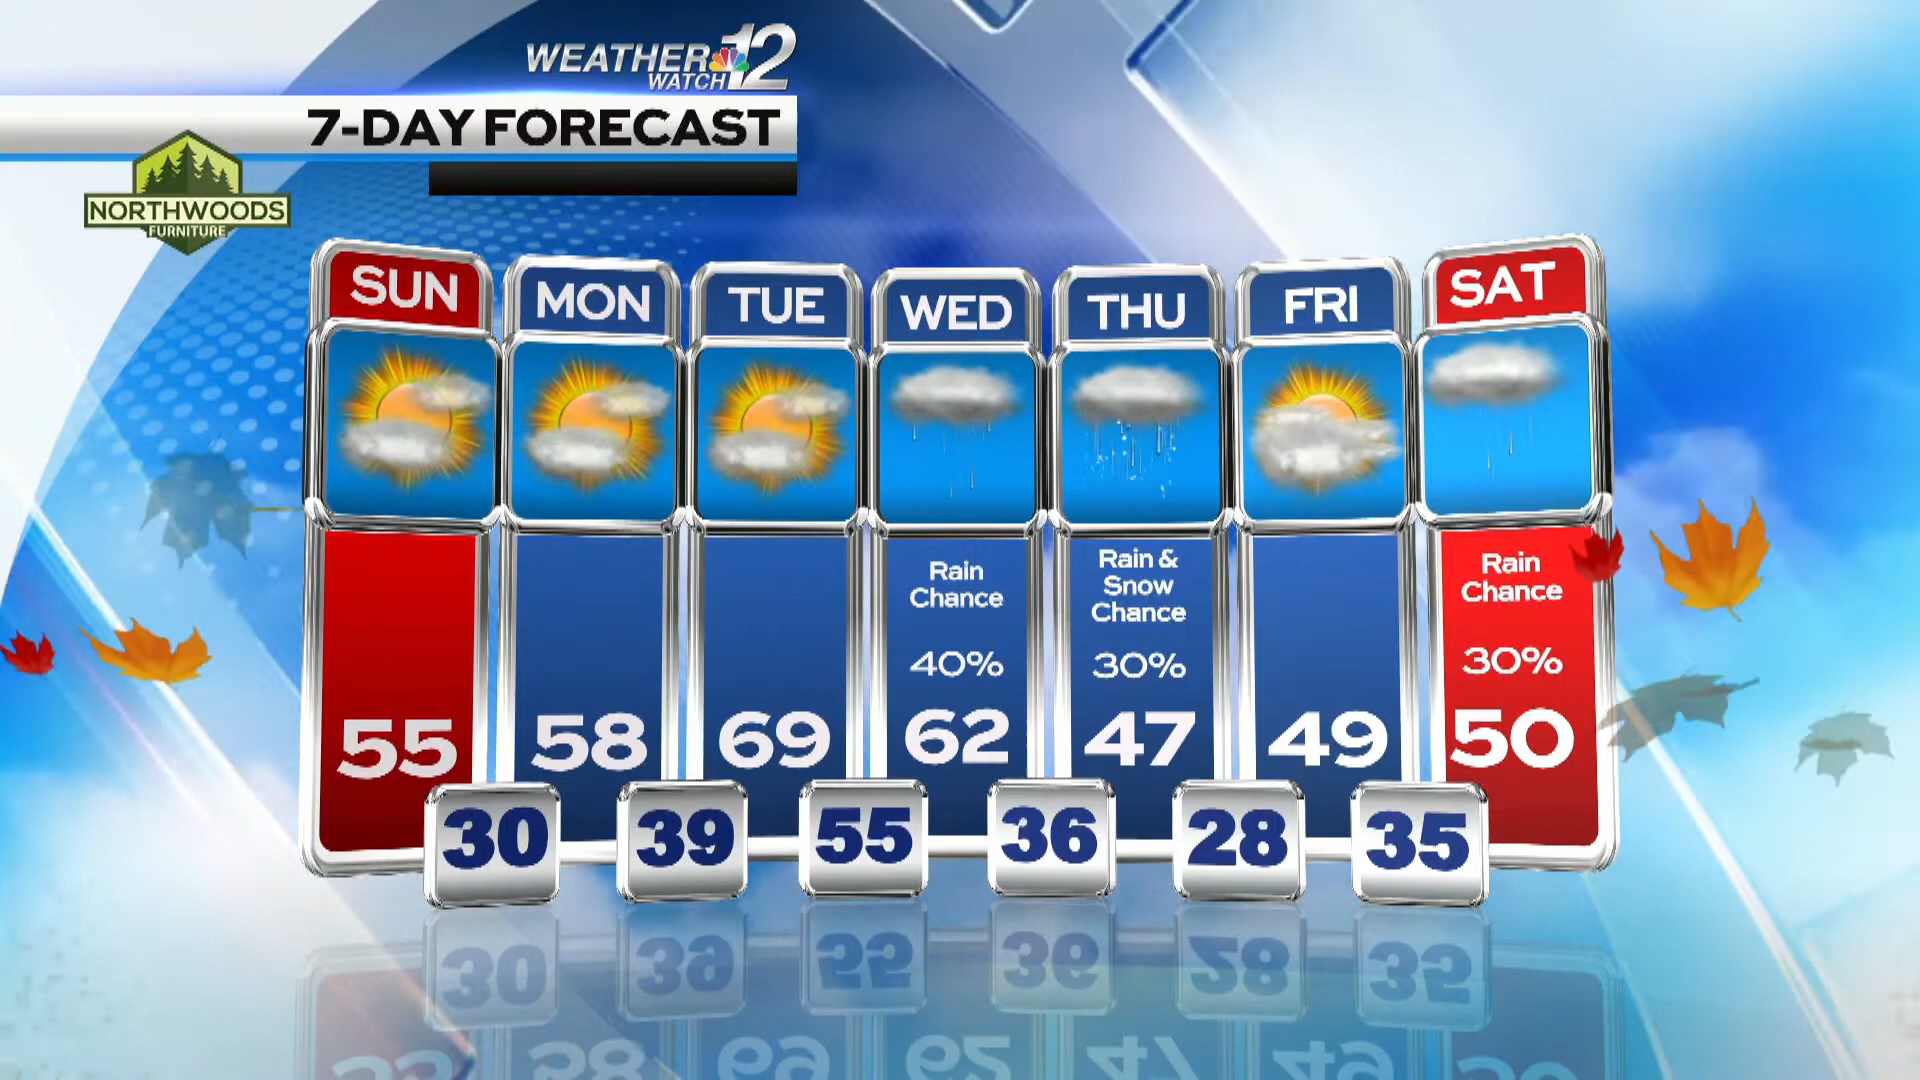 WEATHER 12
WATCH
7-DAY FORECAST
NORTHWOODS
FURNITURE
SUN
MON
TUE
WED
THU
FRI
SAT
Rain
Chance
40%
Rain &
Snow
Chance
30%
Rain
Chance
30%
55
58
69
62
47
49
50
30
39
55
36
28
35